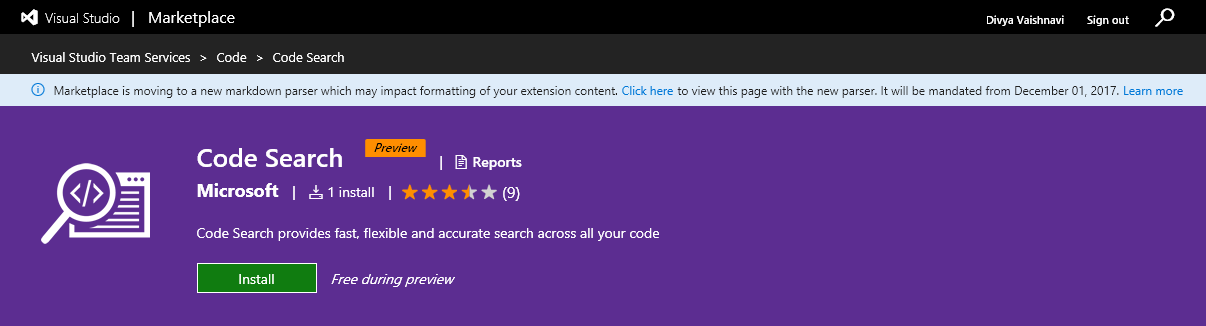 Visual Studio | Marketplace
Divya Vaishnavi Sign out
Visual Studio Team Services > Code > Code Search
Marketplace is moving to a new markdown parser which may impact formatting of your extension content. Click here to view this page with the new parser. It will be mandated from December 01, 2017. Learn more
Code Search Preview | Reports
Microsoft | 1 install | (9)
Code Search provides fast, flexible and accurate search across all your code
Install Free during preview